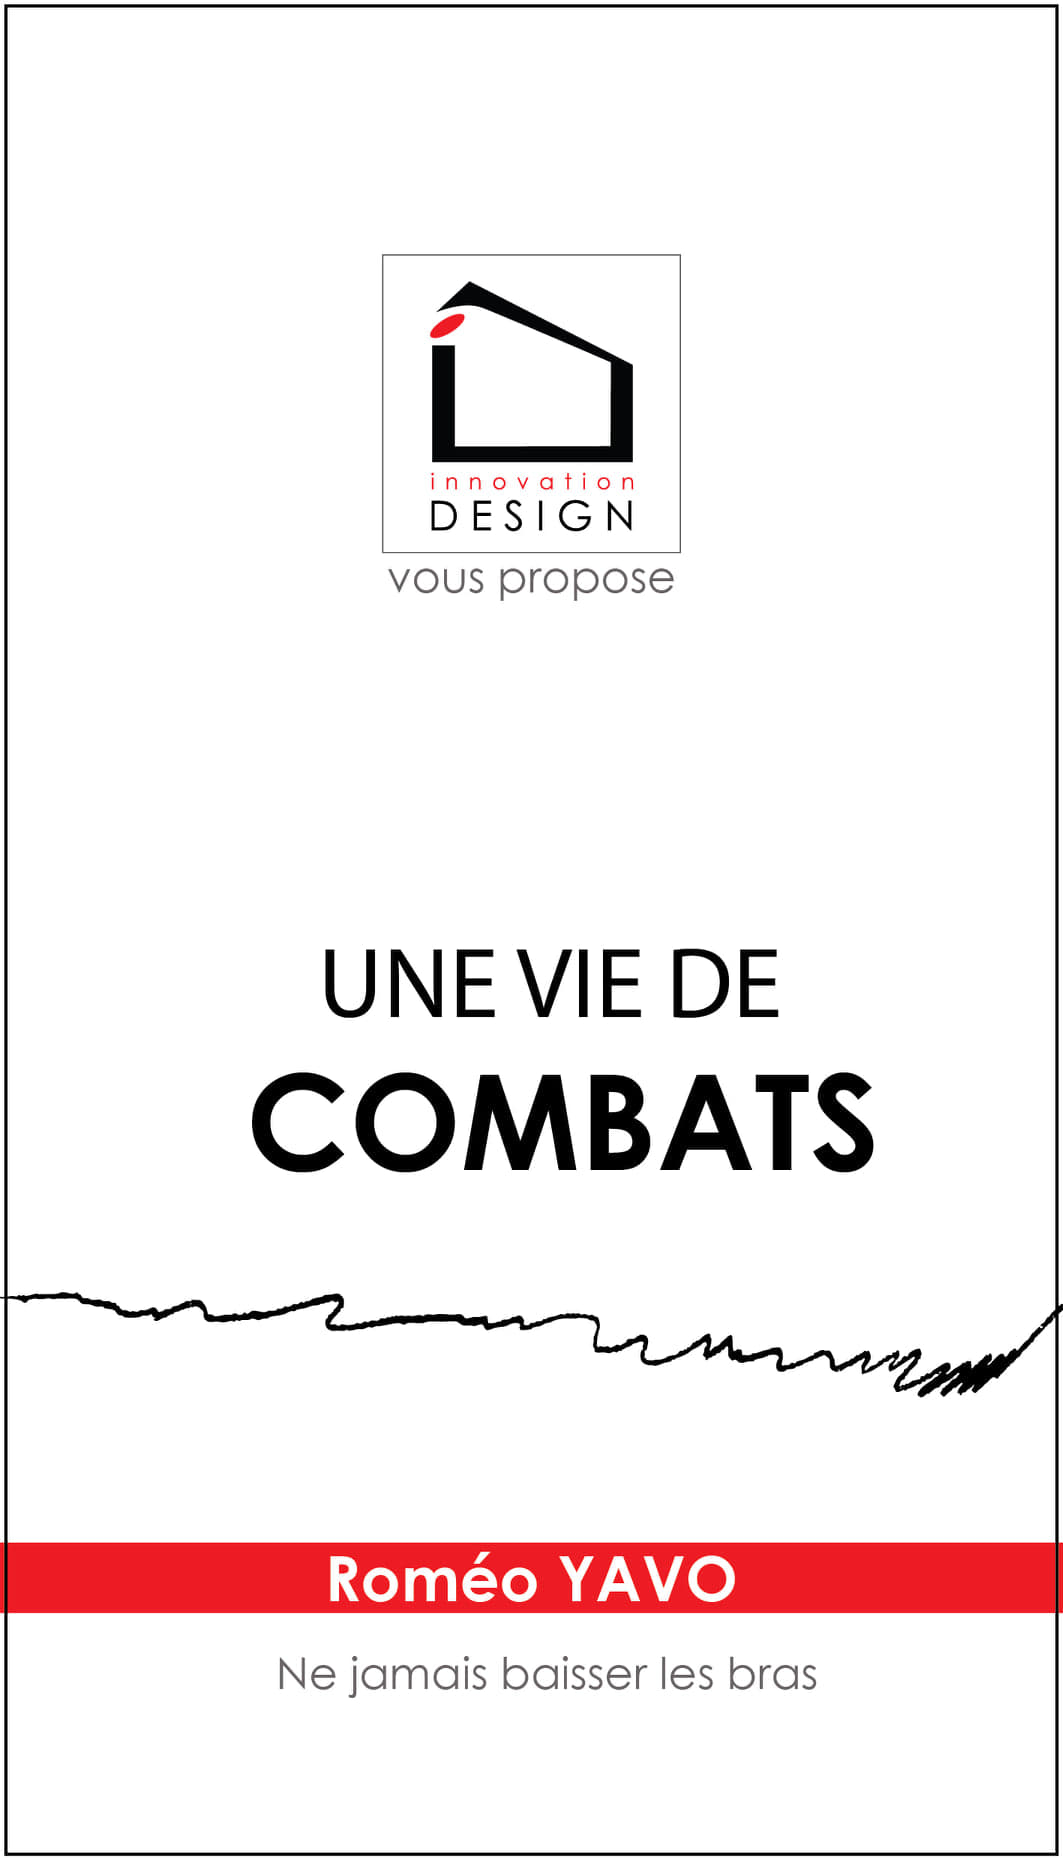 innovation
DESIGN
vous propose
UNE VIE DE
COMBATS
Roméo YAVO
Ne jamais baisser les bras